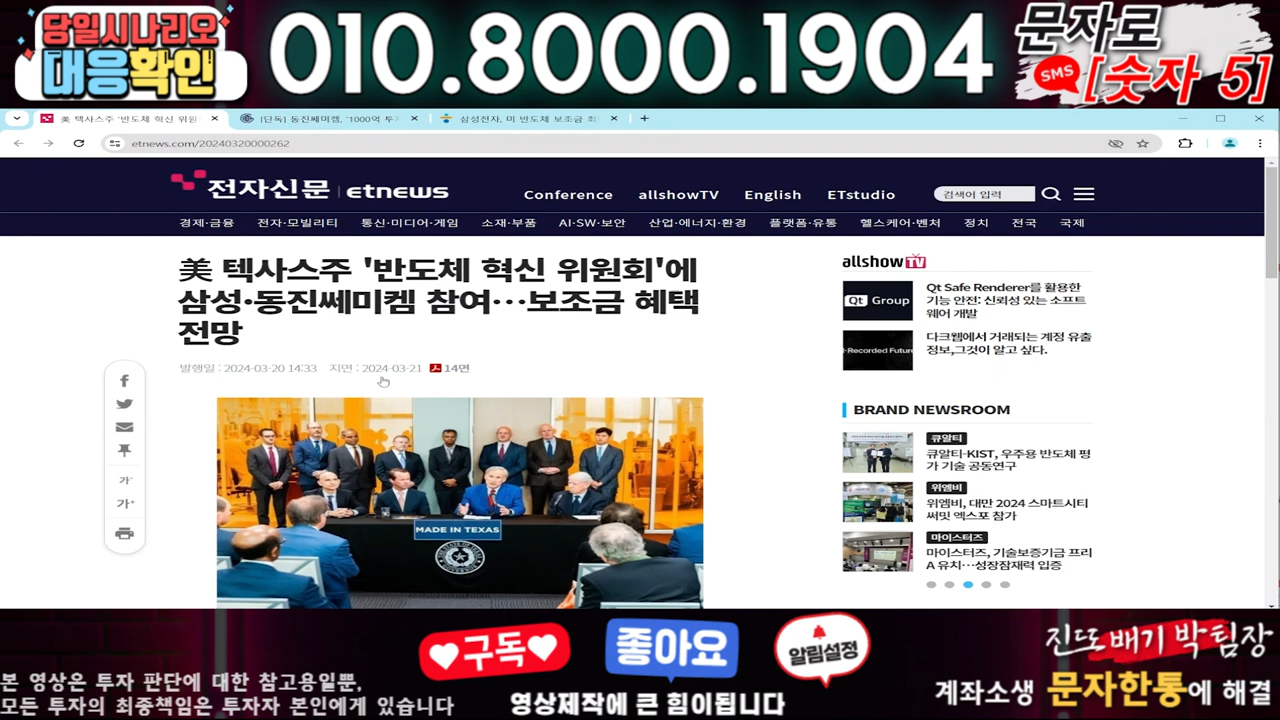 당일시나리오
대응확인
010.8000.1904
문자로
SMS
[숫자 5]
美 텍사스주 '반도체 혁신 위원
[단독] 동진쎄미켐, '1000억 투자
삼성전자, 미 반도체 보조금 최
etnews.com/20240320000262
전자신문 etnews
Conference allshowTV English ETstudio
검색어 입력
경제·금융 전자·모빌리티 통신·미디어·게임 소재·부품 AI·SW·보안 산업·에너지·환경 플랫폼·유통 헬스케어·벤처 정치 전국 국제
美 텍사스주 '반도체 혁신 위원회'에
삼성·동진쎄미켐 참여…보조금 혜택
전망
발행일 : 2024-03-20 14:33 지면 : 2024-03-21 14면
가-
가+
MADE IN TEXAS
allshowTV
Qt Group
Qt Safe Renderer를 활용한
기능 안전: 신뢰성 있는 소프트
웨어 개발
Recorded Future
다크웹에서 거래되는 계정 유출
정보,그것이 알고 싶다.
BRAND NEWSROOM
큐알티
큐알티-KIST, 우주용 반도체 평
가 기술 공동연구
위엠비
위엠비, 대만 2024 스마트시티
써밋 엑스포 참가
마이스터즈
마이스터즈, 기술보증기금 프리
A 유치…성장잠재력 입증
본 영상은 투자 판단에 대한 참고용일뿐,
모든 투자의 최종책임은 투자자 본인에게 있습니다
구독
좋아요
알림설정
영상제작에 큰 힘이됩니다
진또배기 박팀장
계좌소생 문자한통에 해결